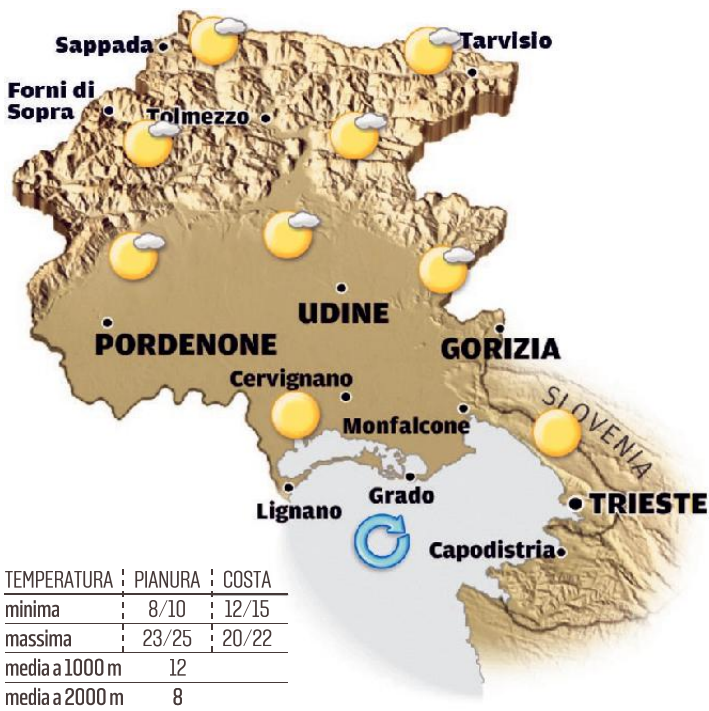 Sappada
Tarvisio
Forni di
Sopra
Tolmezzo
UDINE
PORDENONE
GORIZIA
Cervignano
SLOVENIA
Monfalcone
Grado
Lignano
TRIESTE
Capodistria
TEMPERATURA PIANURA COSTA
minima 8/10 12/15
massima 23/25 20/22
media a 1000 m 12
media a 2000 m 8